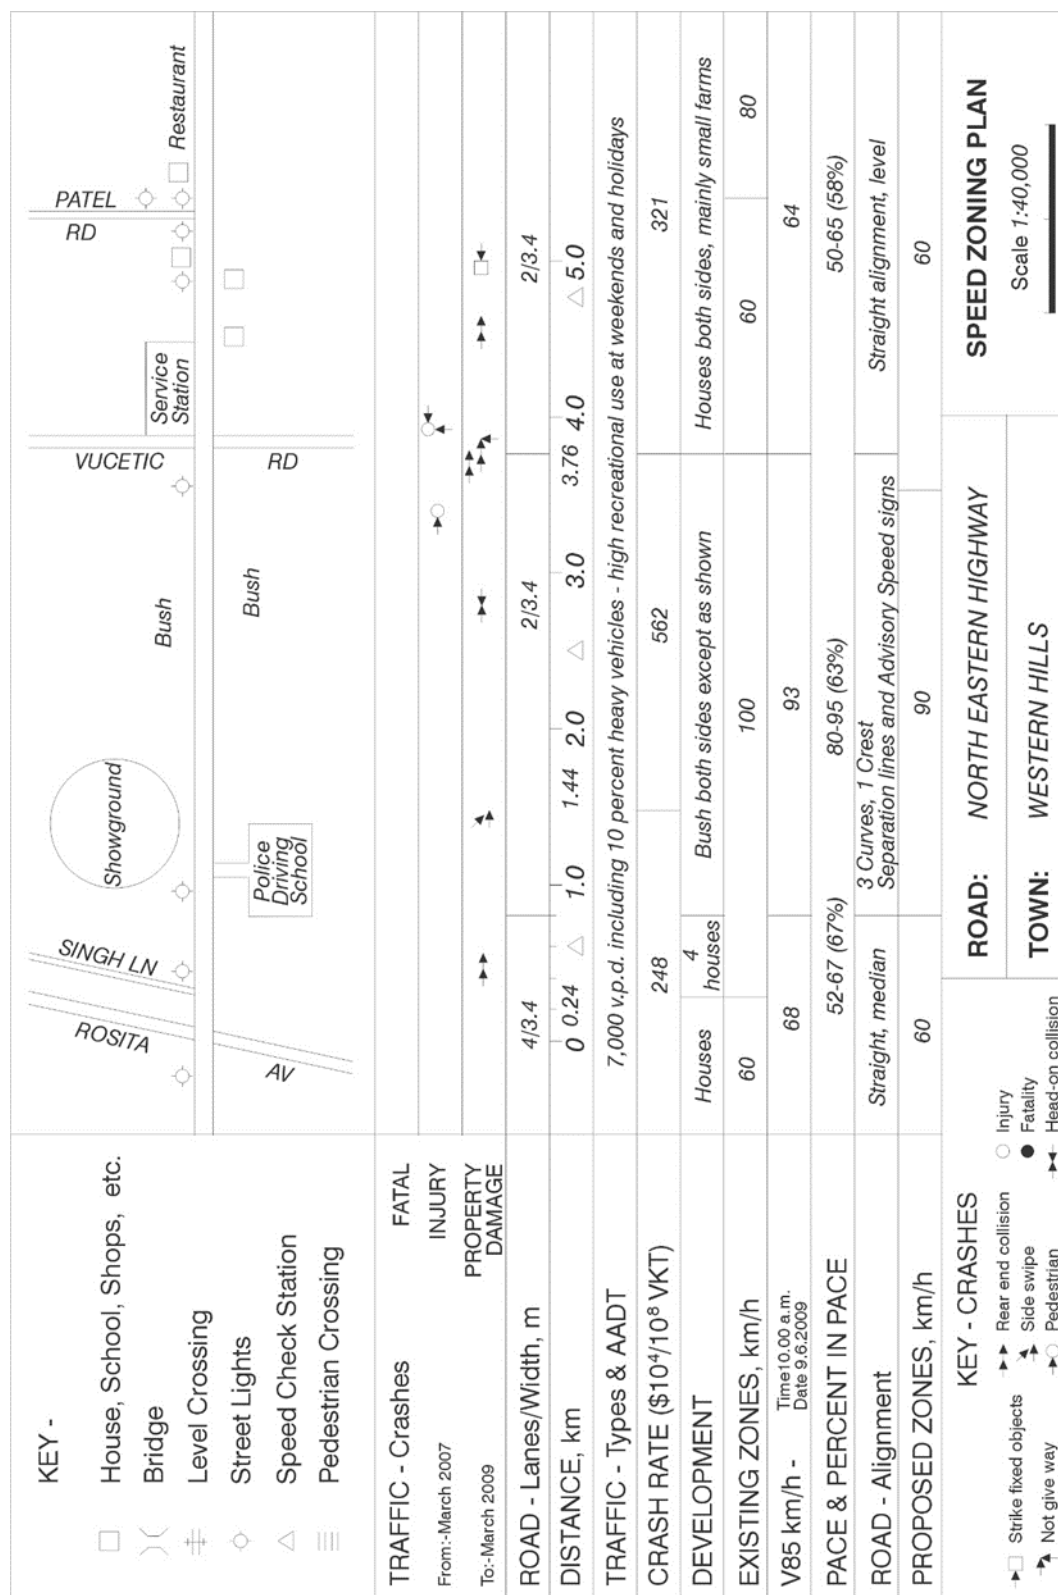 KEY -
House, School, Shops, etc.
Bridge
Level Crossing
Street Lights
Speed Check Station
Pedestrian Crossing
ROSITA
AV
SINGH LN
Showground
Police
Driving
School
Bush
Bush
VUCETIC
RD
Service
Station
PATEL
RD
Restaurant
TRAFFIC - Crashes
From:-March 2007
To:-March 2009
FATAL
INJURY
PROPERTY
DAMAGE
ROAD - Lanes/Width, m
4/3.4
2/3.4
2/3.4
DISTANCE, km
0 0.24 1.0 1.44 2.0 3.0 3.76 4.0 5.0
TRAFFIC - Types & AADT
7,000 v.p.d. including 10 percent heavy vehicles - high recreational use at weekends and holidays
CRASH RATE ($10⁴/10⁸ VKT)
248
562
321
DEVELOPMENT
Houses
4
houses
Bush both sides except as shown
Houses both sides, mainly small farms
EXISTING ZONES, km/h
60
100
60
80
V85 km/h -
Time10.00 a.m.
Date 9.6.2009
68
93
64
PACE & PERCENT IN PACE
52-67 (67%)
80-95 (63%)
50-65 (58%)
ROAD - Alignment
Straight, median
3 Curves, 1 Crest
Separation lines and Advisory Speed signs
Straight alignment, level
PROPOSED ZONES, km/h
60
90
60
KEY - CRASHES
Strike fixed objects
Rear end collision
Injury
Side swipe
Fatality
Not give way
Pedestrian
Head-on collision
ROAD: NORTH EASTERN HIGHWAY
TOWN: WESTERN HILLS
SPEED ZONING PLAN
Scale 1:40,000